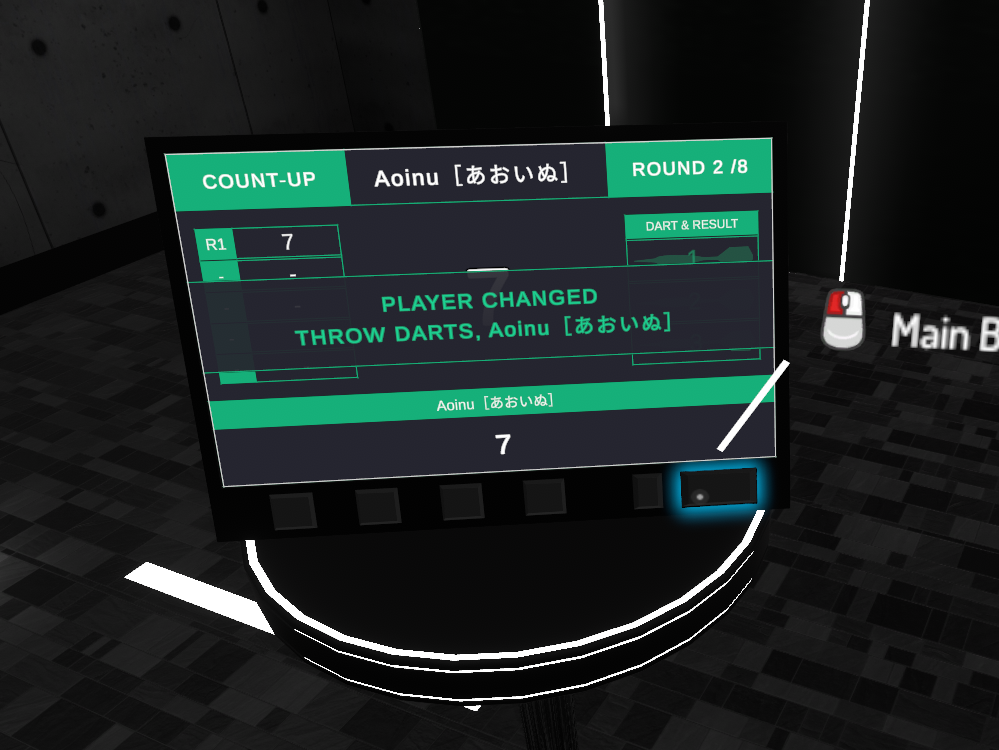 COUNT-UP
Aoinu［あおいぬ］
ROUND 2 /8
R1 7
- -
DART & RESULT
7
PLAYER CHANGED
THROW DARTS, Aoinu［あおいぬ］
Aoinu［あおいぬ］
7
Main B